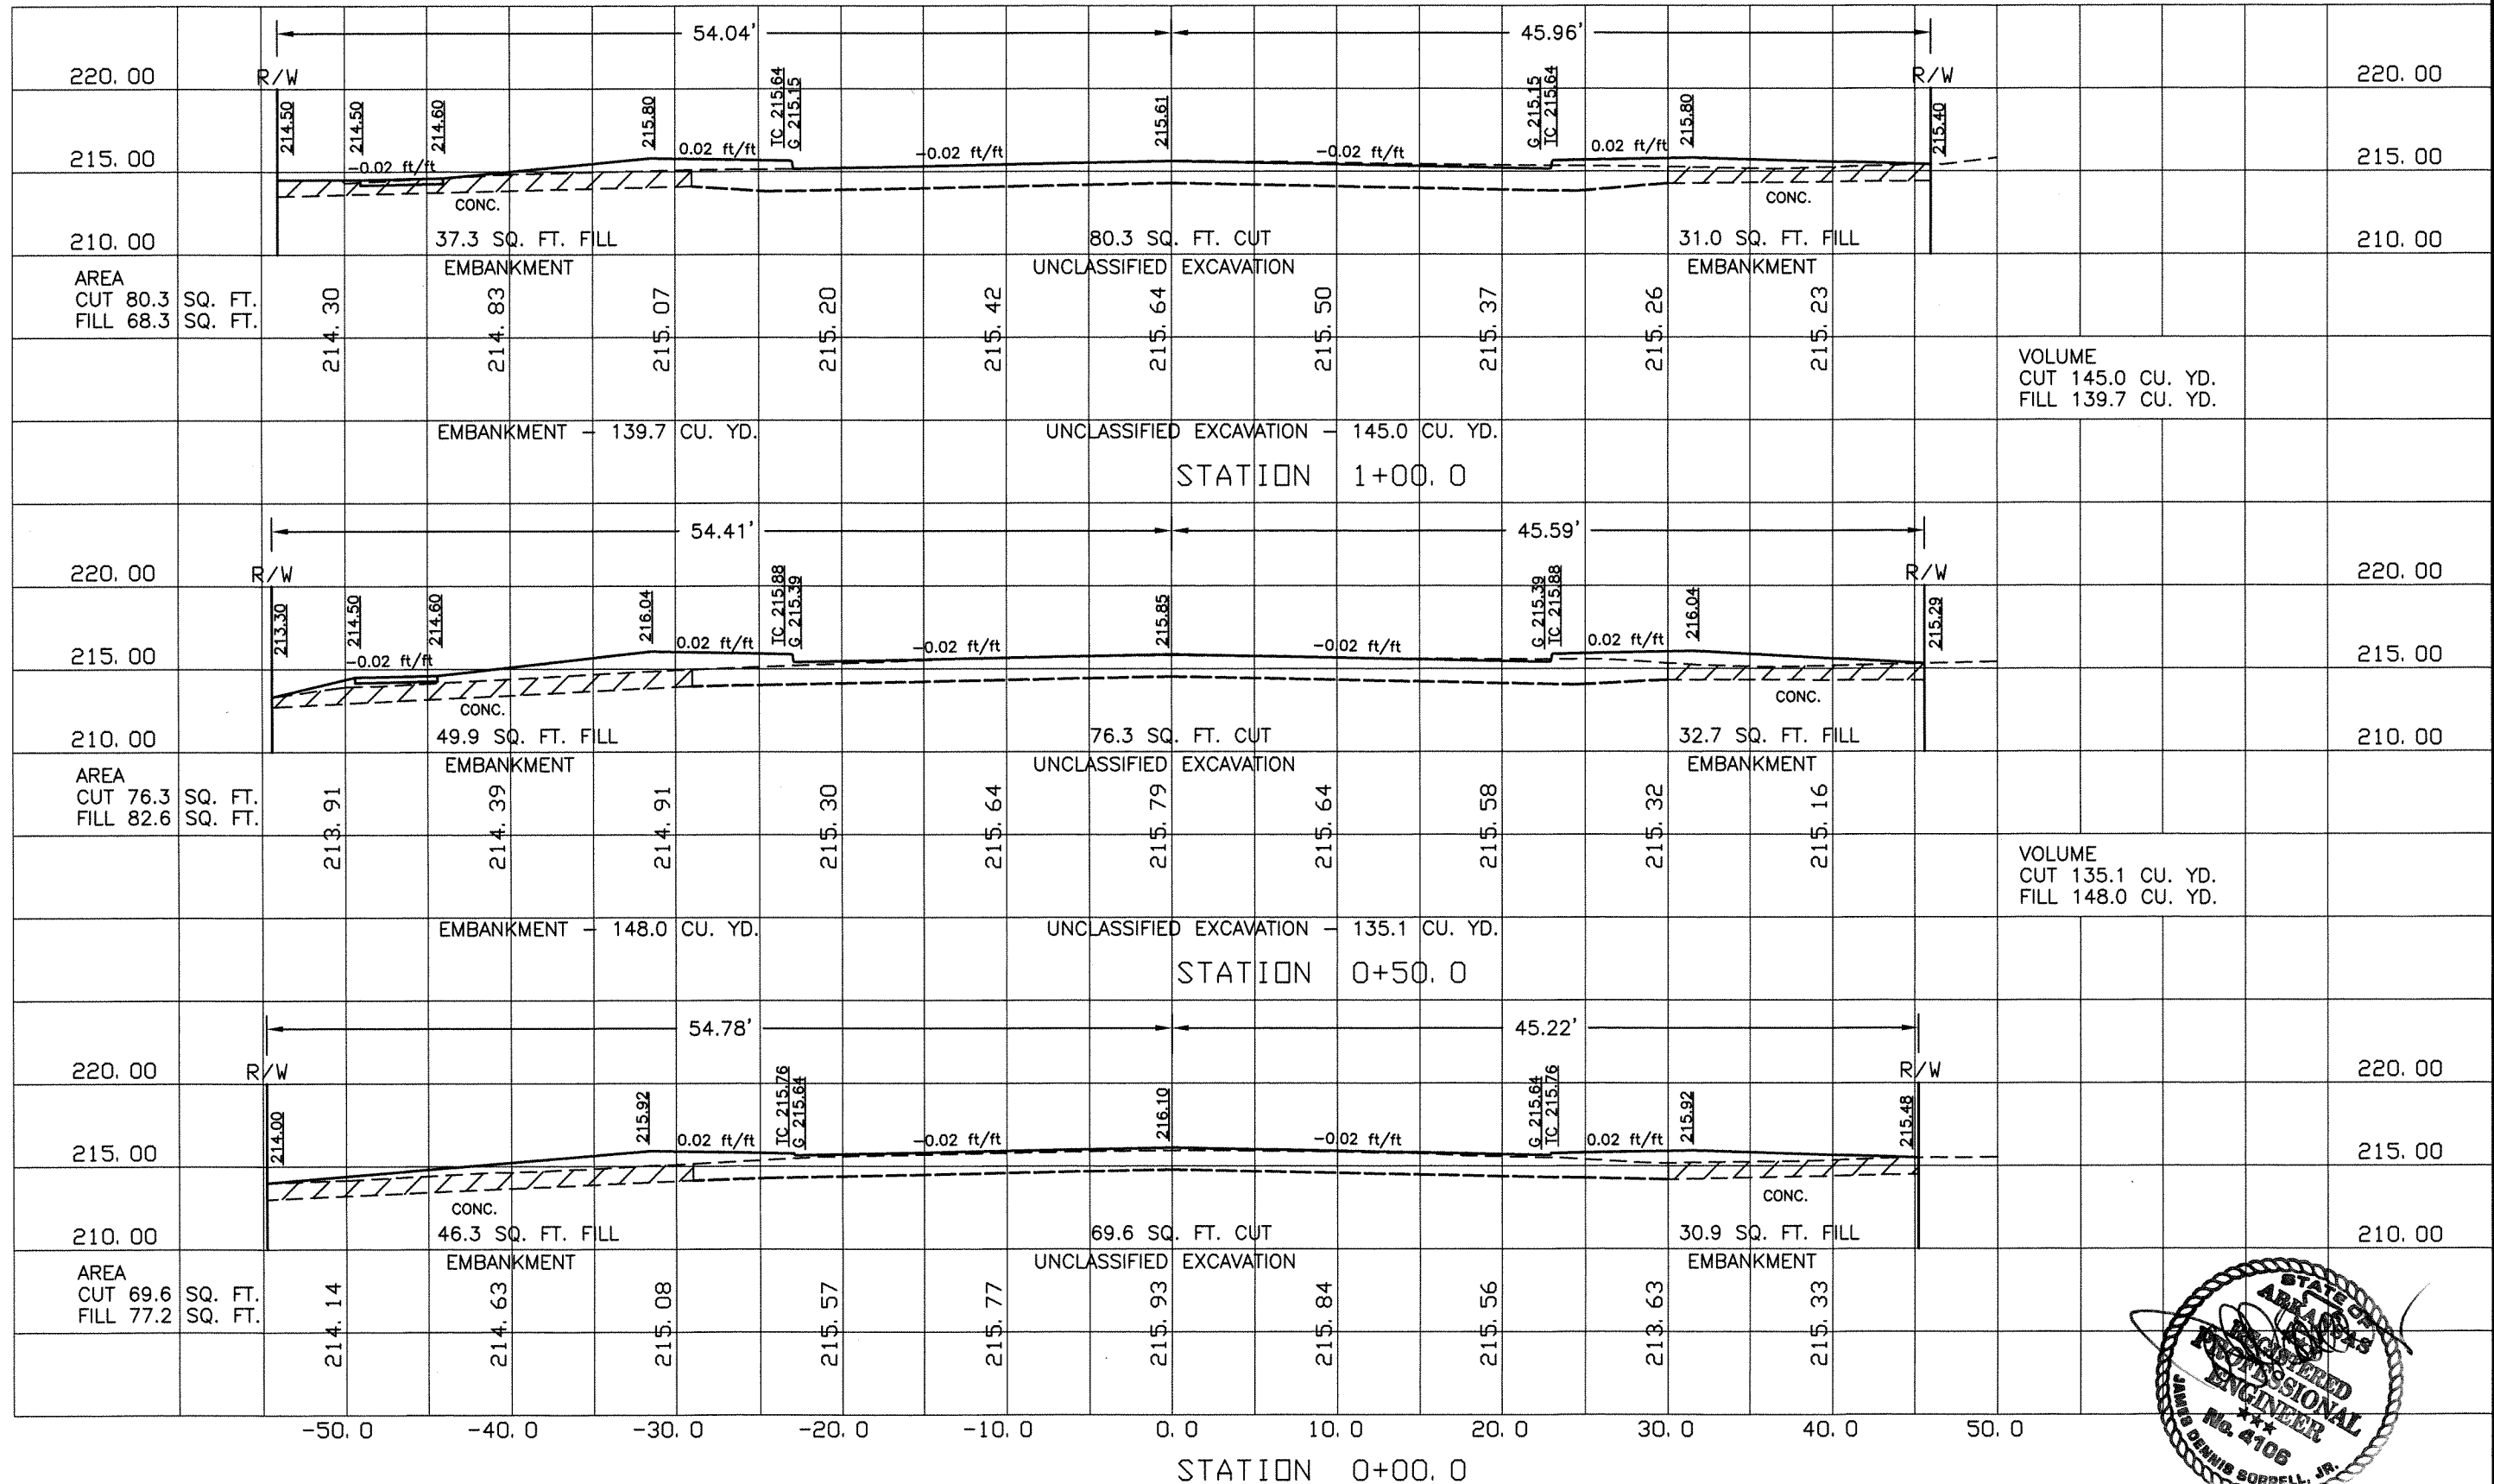 54.04' 45.96'
R/W R/W
220.00 220.00
214.50 214.50 214.60 215.80 TC 215.64 G 215.15 215.61 G 215.15 TC 215.64 215.80 215.40
-0.02 ft/ft 0.02 ft/ft -0.02 ft/ft -0.02 ft/ft 0.02 ft/ft
215.00 215.00
CONC. CONC.
210.00 37.3 SQ. FT. FILL 80.3 SQ. FT. CUT 31.0 SQ. FT. FILL 210.00
EMBANKMENT UNCLASSIFIED EXCAVATION EMBANKMENT
AREA
CUT 80.3 SQ. FT.
FILL 68.3 SQ. FT.
214.30 214.83 215.07 215.20 215.42 215.64 215.50 215.37 215.26 215.23
VOLUME
CUT 145.0 CU. YD.
FILL 139.7 CU. YD.
EMBANKMENT - 139.7 CU. YD. UNCLASSIFIED EXCAVATION - 145.0 CU. YD.
STATION 1+00.0
54.41' 45.59'
R/W R/W
220.00 220.00
213.30 214.50 214.60 216.04 TC 215.88 G 215.39 215.85 G 215.39 TC 215.88 216.04 215.29
-0.02 ft/ft 0.02 ft/ft -0.02 ft/ft -0.02 ft/ft 0.02 ft/ft
215.00 215.00
CONC. CONC.
210.00 49.9 SQ. FT. FILL 76.3 SQ. FT. CUT 32.7 SQ. FT. FILL 210.00
EMBANKMENT UNCLASSIFIED EXCAVATION EMBANKMENT
AREA
CUT 76.3 SQ. FT.
FILL 82.6 SQ. FT.
213.91 214.39 214.91 215.30 215.64 215.79 215.64 215.58 215.32 215.16
VOLUME
CUT 135.1 CU. YD.
FILL 148.0 CU. YD.
EMBANKMENT - 148.0 CU. YD. UNCLASSIFIED EXCAVATION - 135.1 CU. YD.
STATION 0+50.0
54.78' 45.22'
R/W R/W
220.00 220.00
214.00 215.92 TC 215.76 G 215.64 216.10 G 215.64 TC 215.76 215.92 215.48
0.02 ft/ft -0.02 ft/ft -0.02 ft/ft 0.02 ft/ft
215.00 215.00
CONC. CONC.
210.00 46.3 SQ. FT. FILL 69.6 SQ. FT. CUT 30.9 SQ. FT. FILL 210.00
EMBANKMENT UNCLASSIFIED EXCAVATION EMBANKMENT
AREA
CUT 69.6 SQ. FT.
FILL 77.2 SQ. FT.
214.14 214.63 215.08 215.57 215.77 215.93 215.84 215.56 213.63 215.33
-50.0 -40.0 -30.0 -20.0 -10.0 0.0 10.0 20.0 30.0 40.0 50.0
STATION 0+00.0
STATE OF
ARKANSAS
REGISTERED
PROFESSIONAL
ENGINEER
★★★
No. 4106
JAMES DENNIS SORRELL, JR.